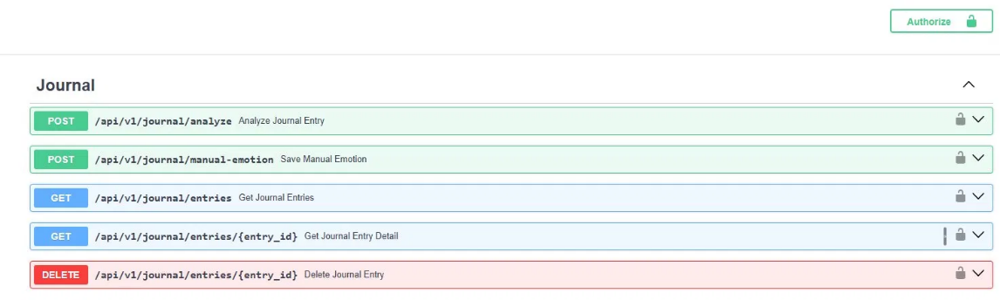 Authorize
Journal
POST /api/v1/journal/analyze Analyze Journal Entry
POST /api/v1/journal/manual-emotion Save Manual Emotion
GET /api/v1/journal/entries Get Journal Entries
GET /api/v1/journal/entries/{entry_id} Get Journal Entry Detail
DELETE /api/v1/journal/entries/{entry_id} Delete Journal Entry